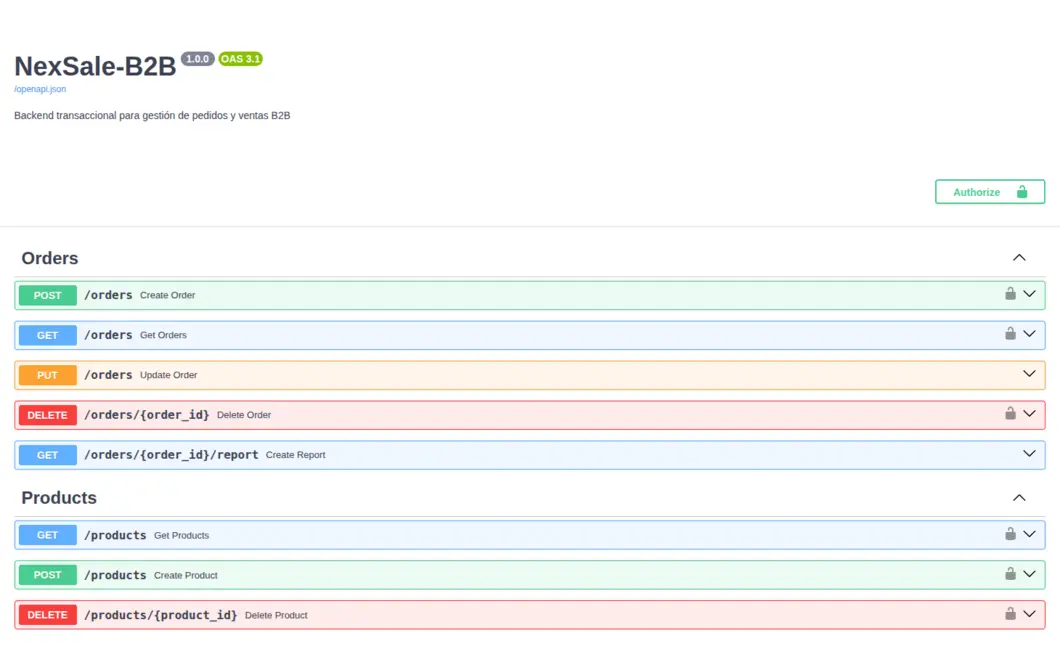 NexSale-B2B 1.0.0 OAS 3.1
/openapi.json
Backend transaccional para gestión de pedidos y ventas B2B
Authorize
Orders
POST /orders Create Order
GET /orders Get Orders
PUT /orders Update Order
DELETE /orders/{order_id} Delete Order
GET /orders/{order_id}/report Create Report
Products
GET /products Get Products
POST /products Create Product
DELETE /products/{product_id} Delete Product